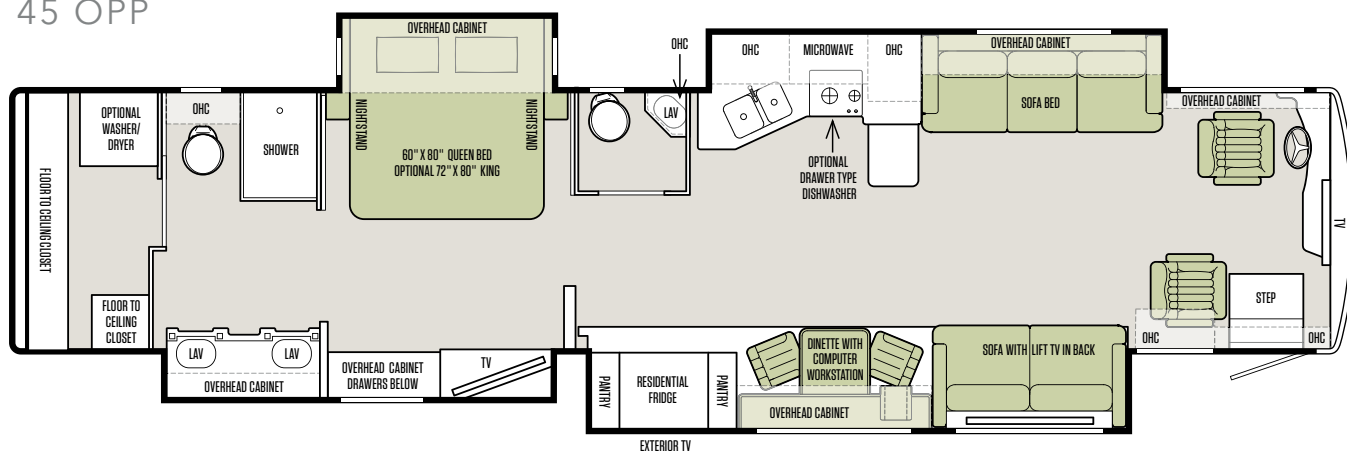 45 OPP
OVERHEAD CABINET
OHC
OHC
MICROWAVE
OHC
OVERHEAD CABINET
OPTIONAL
WASHER/
DRYER
OHC
SHOWER
NIGHTSTAND
NIGHTSTAND
60" X 80" QUEEN BED
OPTIONAL 72" X 80" KING
LAV
SOFA BED
OVERHEAD CABINET
OPTIONAL
DRAWER TYPE
DISHWASHER
FLOOR TO CEILING CLOSET
TV
FLOOR TO
CEILING
CLOSET
LAV
LAV
OVERHEAD CABINET
OVERHEAD CABINET
DRAWERS BELOW
TV
PANTRY
RESIDENTIAL
FRIDGE
PANTRY
DINETTE WITH
COMPUTER
WORKSTATION
OVERHEAD CABINET
SOFA WITH LIFT TV IN BACK
STEP
OHC
OHC
EXTERIOR TV